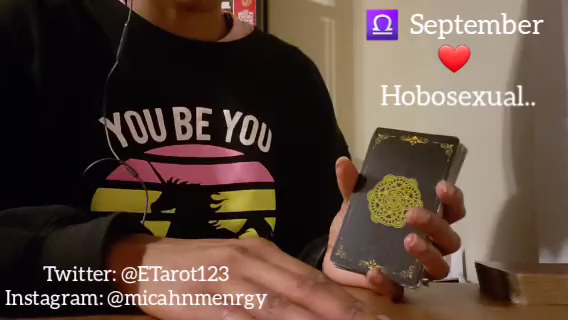 ♎ September
❤️
Hobosexual..
YOU BE YOU
Twitter: @ETarot123
Instagram: @micahnmenrgy